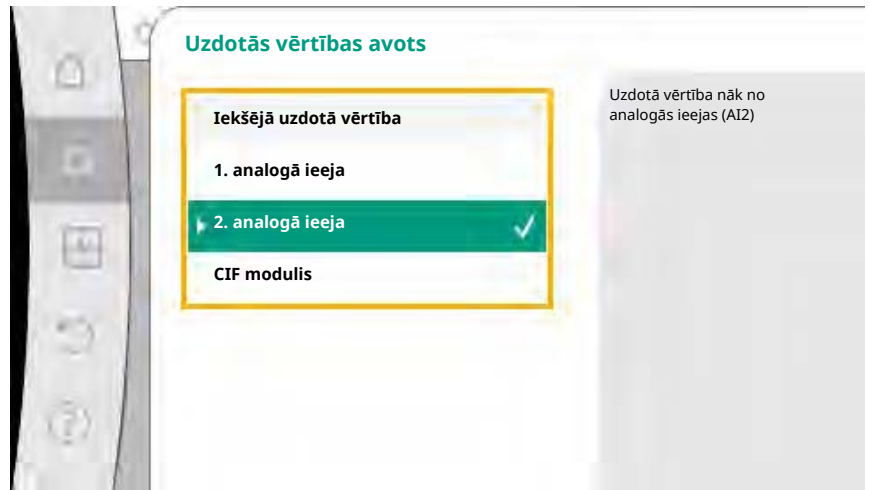 Uzdotās vērtības avots
Iekšējā uzdotā vērtība
1. analogā ieeja
2. analogā ieeja
CIF modulis
Uzdotā vērtība nāk no
analogās ieejas (AI2)